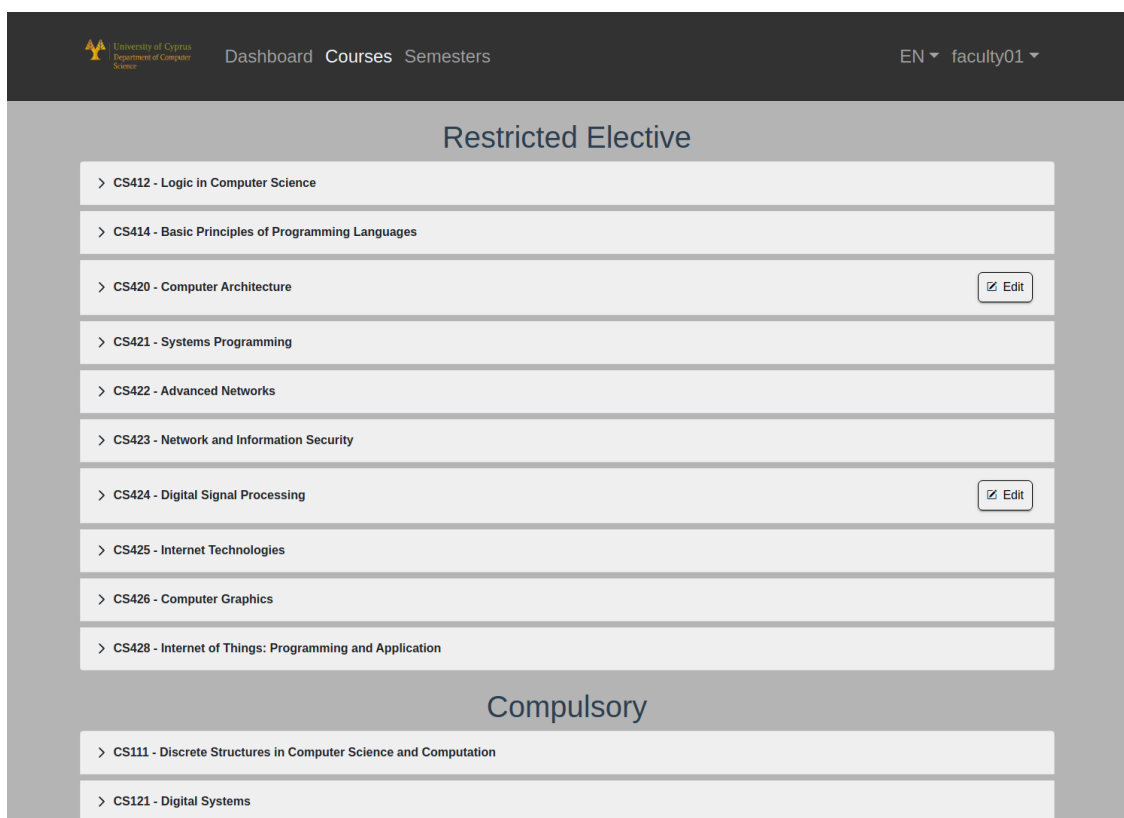 University of Cyprus
Department of Computer
Science
Dashboard Courses Semesters
EN faculty01
Restricted Elective
CS412 - Logic in Computer Science
CS414 - Basic Principles of Programming Languages
CS420 - Computer Architecture
Edit
CS421 - Systems Programming
CS422 - Advanced Networks
CS423 - Network and Information Security
CS424 - Digital Signal Processing
Edit
CS425 - Internet Technologies
CS426 - Computer Graphics
CS428 - Internet of Things: Programming and Application
Compulsory
CS111 - Discrete Structures in Computer Science and Computation
CS121 - Digital Systems